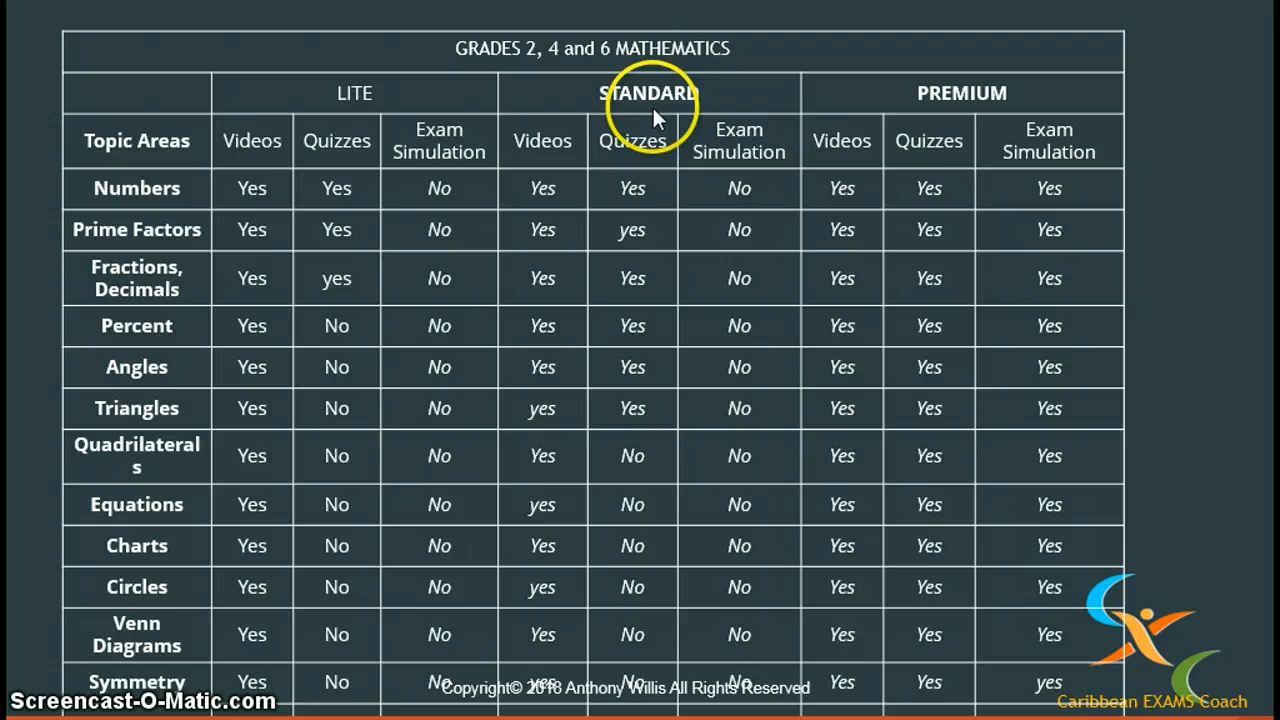 GRADES 2, 4 and 6 MATHEMATICS
LITE STANDARD PREMIUM
Topic Areas Videos Quizzes Exam Simulation Videos Quizzes Exam Simulation Videos Quizzes Exam Simulation
Numbers Yes Yes No Yes Yes No Yes Yes Yes
Prime Factors Yes Yes No Yes yes No Yes Yes Yes
Fractions, Decimals Yes yes No Yes Yes No Yes Yes Yes
Percent Yes No No Yes Yes No Yes Yes Yes
Angles Yes No No Yes Yes No Yes Yes Yes
Triangles Yes No No yes Yes No Yes Yes Yes
Quadrilateral
s Yes No No Yes No No Yes Yes Yes
Equations Yes No No yes No No Yes Yes Yes
Charts Yes No No Yes No No Yes Yes Yes
Circles Yes No No yes No No Yes Yes Yes
Venn Diagrams Yes No No Yes No No Yes Yes Yes
Symmetry Yes No No yes No No Yes Yes yes
Copyright© 2018 Anthony Willis All Rights Reserved
Screencast-O-Matic.com
Caribbean EXAMS Coach